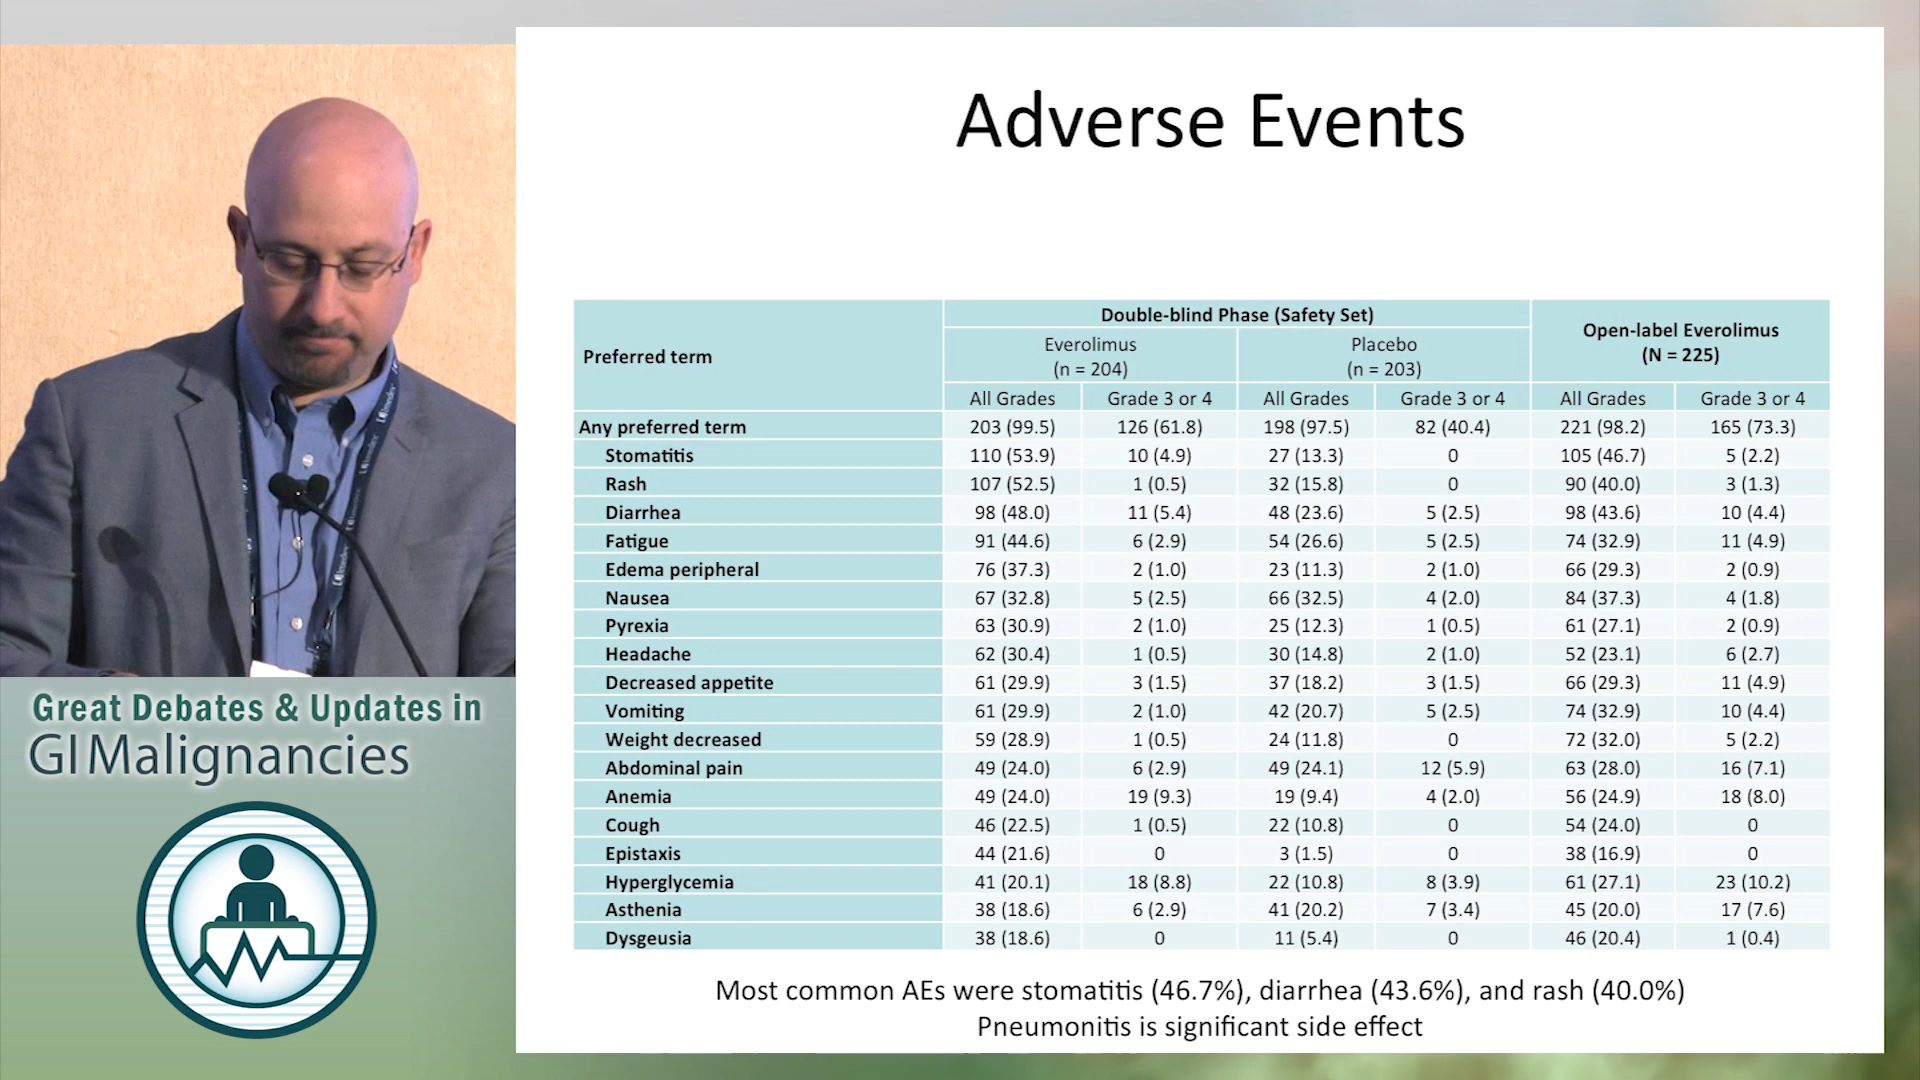 Adverse Events
Preferred term
Double-blind Phase (Safety Set)
Open-label Everolimus
(N = 225)
Everolimus
(n = 204)
Placebo
(n = 203)
All Grades Grade 3 or 4 All Grades Grade 3 or 4 All Grades Grade 3 or 4
Any preferred term 203 (99.5) 126 (61.8) 198 (97.5) 82 (40.4) 221 (98.2) 165 (73.3)
Stomatitis 110 (53.9) 10 (4.9) 27 (13.3) 0 105 (46.7) 5 (2.2)
Rash 107 (52.5) 1 (0.5) 32 (15.8) 0 90 (40.0) 3 (1.3)
Diarrhea 98 (48.0) 11 (5.4) 48 (23.6) 5 (2.5) 98 (43.6) 10 (4.4)
Fatigue 91 (44.6) 6 (2.9) 54 (26.6) 5 (2.5) 74 (32.9) 11 (4.9)
Edema peripheral 76 (37.3) 2 (1.0) 23 (11.3) 2 (1.0) 66 (29.3) 2 (0.9)
Nausea 67 (32.8) 5 (2.5) 66 (32.5) 4 (2.0) 84 (37.3) 4 (1.8)
Pyrexia 63 (30.9) 2 (1.0) 25 (12.3) 1 (0.5) 61 (27.1) 2 (0.9)
Headache 62 (30.4) 1 (0.5) 30 (14.8) 2 (1.0) 52 (23.1) 6 (2.7)
Decreased appetite 61 (29.9) 3 (1.5) 37 (18.2) 3 (1.5) 66 (29.3) 11 (4.9)
Vomiting 61 (29.9) 2 (1.0) 42 (20.7) 5 (2.5) 74 (32.9) 10 (4.4)
Weight decreased 59 (28.9) 1 (0.5) 24 (11.8) 0 72 (32.0) 5 (2.2)
Abdominal pain 49 (24.0) 6 (2.9) 49 (24.1) 12 (5.9) 63 (28.0) 16 (7.1)
Anemia 49 (24.0) 19 (9.3) 19 (9.4) 4 (2.0) 56 (24.9) 18 (8.0)
Cough 46 (22.5) 1 (0.5) 22 (10.8) 0 54 (24.0) 0
Epistaxis 44 (21.6) 0 3 (1.5) 0 38 (16.9) 0
Hyperglycemia 41 (20.1) 18 (8.8) 22 (10.8) 8 (3.9) 61 (27.1) 23 (10.2)
Asthenia 38 (18.6) 6 (2.9) 41 (20.2) 7 (3.4) 45 (20.0) 17 (7.6)
Dysgeusia 38 (18.6) 0 11 (5.4) 0 46 (20.4) 1 (0.4)
Most common AEs were stomatitis (46.7%), diarrhea (43.6%), and rash (40.0%)
Pneumonitis is significant side effect
Great Debates & Updates in
GI Malignancies